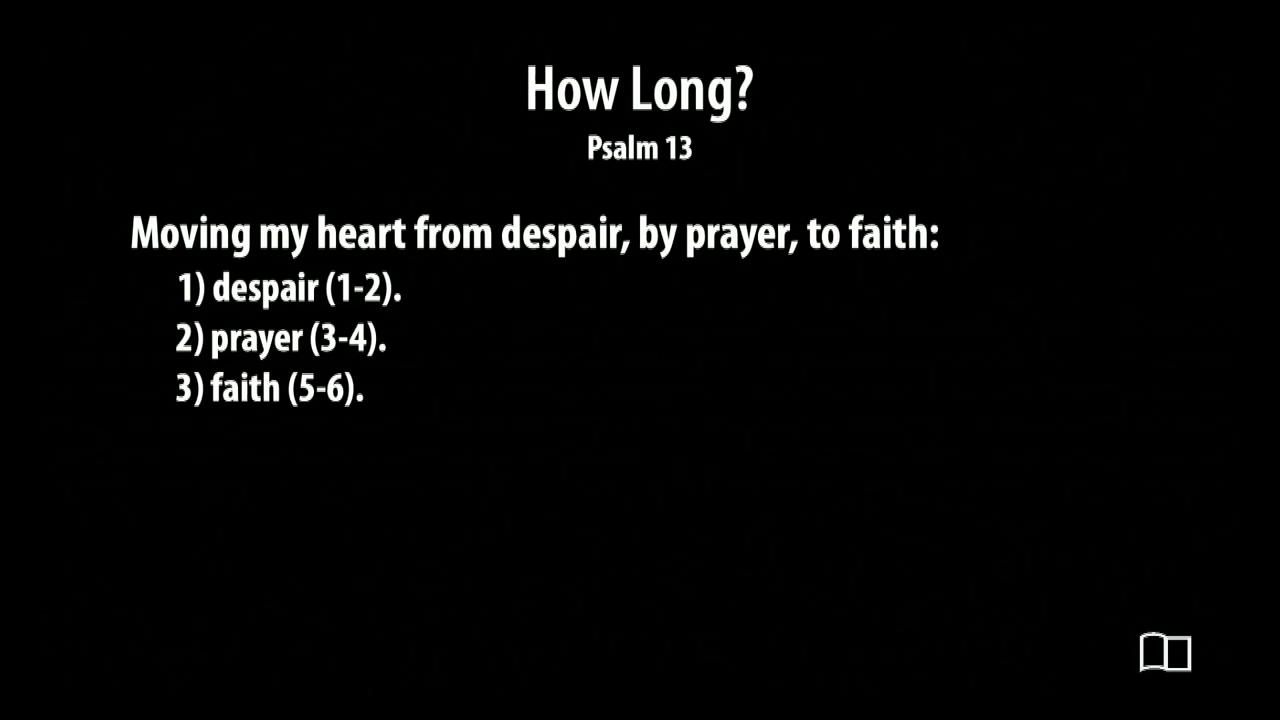 How Long?
Psalm 13
Moving my heart from despair, by prayer, to faith:
1) despair (1-2).
2) prayer (3-4).
3) faith (5-6).